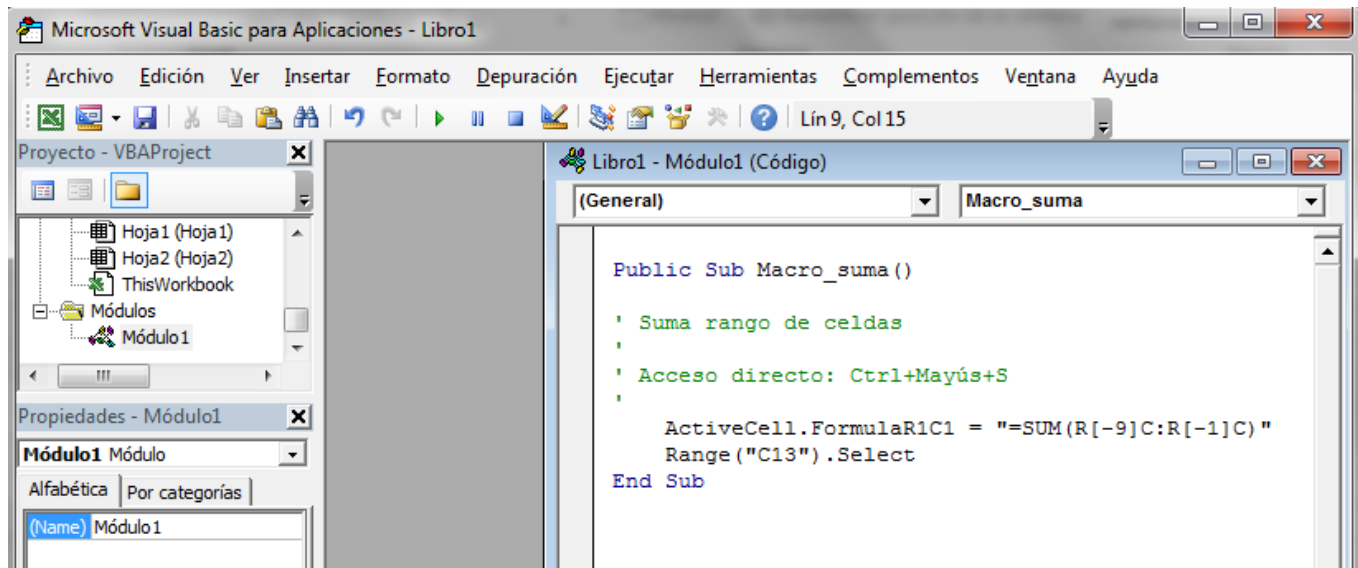 Microsoft Visual Basic para Aplicaciones - Libro1
Archivo Edición Ver Insertar Formato Depuración Ejecutar Herramientas Complementos Ventana Ayuda
Lín 9, Col 15
Proyecto - VBAProject
Hoja1 (Hoja1)
Hoja2 (Hoja2)
ThisWorkbook
Módulos
Módulo1
Propiedades - Módulo1
Módulo1 Módulo
Alfabética Por categorías
(Name) Módulo1
Libro1 - Módulo1 (Código)
(General) Macro_suma
Public Sub Macro_suma()
' Suma rango de celdas
'
' Acceso directo: Ctrl+Mayús+S
'
ActiveCell.FormulaR1C1 = "=SUM(R[-9]C:R[-1]C)"
Range("C13").Select
End Sub